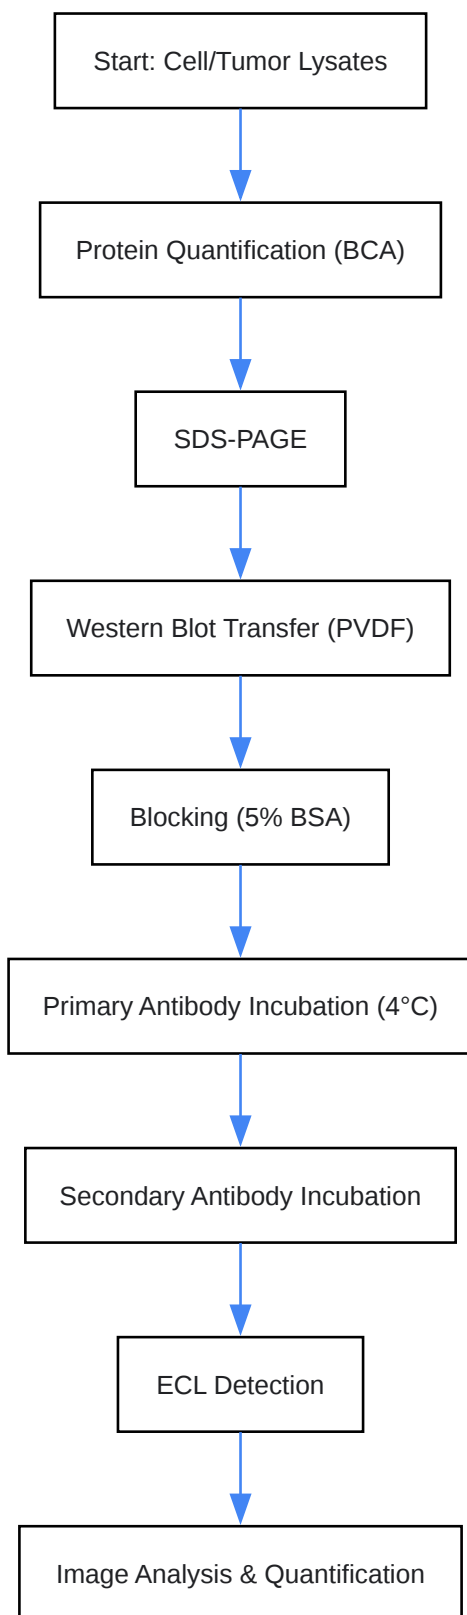 Start: Cell/Tumor Lysates
Protein Quantification (BCA)
SDS-PAGE
Western Blot Transfer (PVDF)
Blocking (5% BSA)
Primary Antibody Incubation (4°C)
Secondary Antibody Incubation
ECL Detection
Image Analysis & Quantification